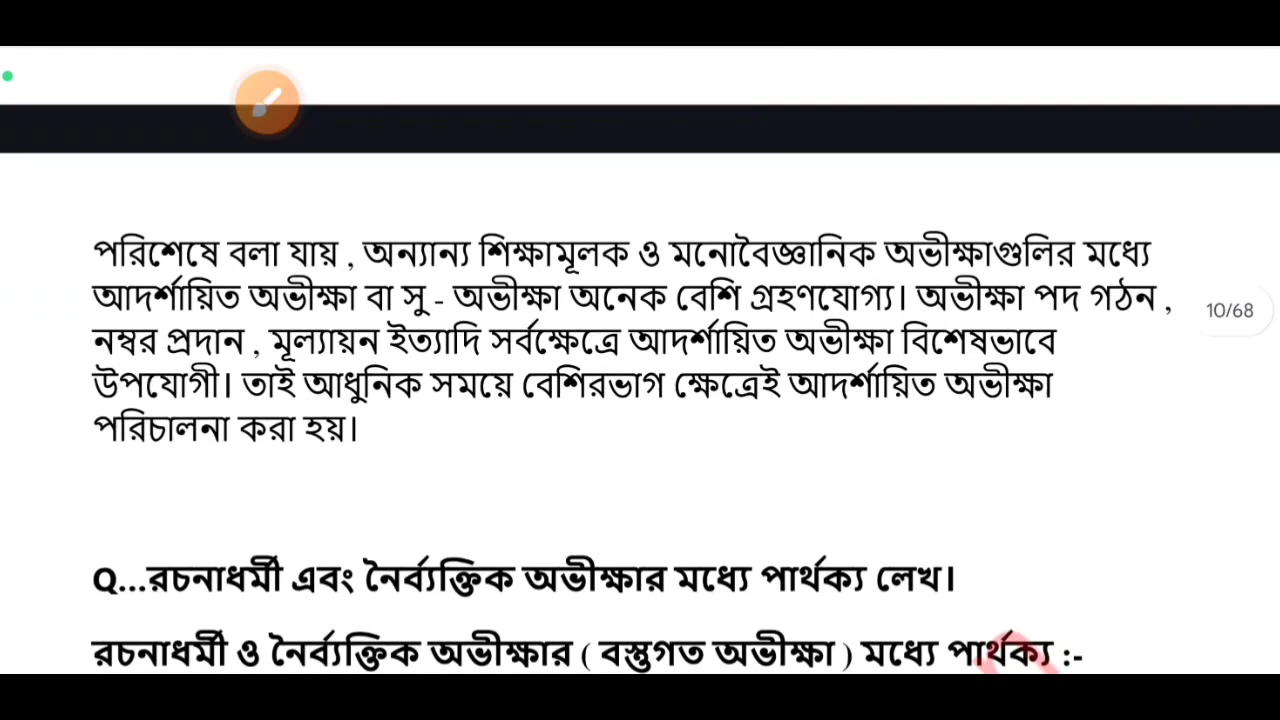 পরিশেষে বলা যায় , অন্যান্য শিক্ষামূলক ও মনোবৈজ্ঞানিক অভীক্ষাগুলির মধ্যে
আদর্শায়িত অভীক্ষা বা সু - অভীক্ষা অনেক বেশি গ্রহণযোগ্য। অভীক্ষা পদ গঠন ,
10/68
নম্বর প্রদান , মূল্যায়ন ইত্যাদি সর্বক্ষেত্রে আদর্শায়িত অভীক্ষা বিশেষভাবে
উপযোগী। তাই আধুনিক সময়ে বেশিরভাগ ক্ষেত্রেই আদর্শায়িত অভীক্ষা
পরিচালনা করা হয়।
Q...রচনাধর্মী এবং নৈর্ব্যক্তিক অভীক্ষার মধ্যে পার্থক্য লেখ।
রচনাধর্মী ও নৈর্ব্যক্তিক অভীক্ষার ( বস্তুগত অভীক্ষা ) মধ্যে পার্থক্য :-